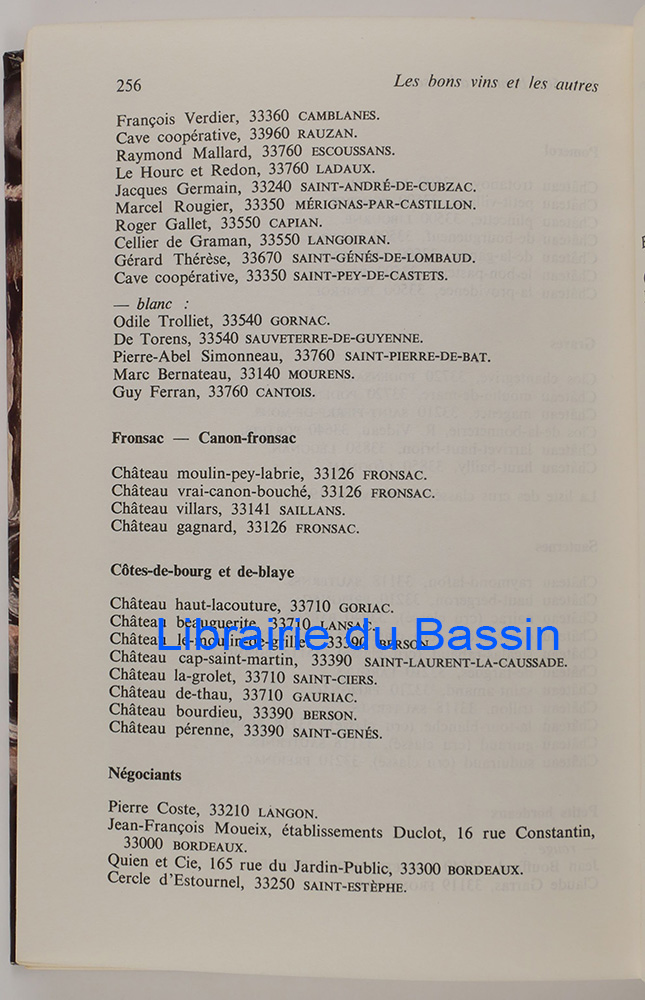 256
Les bons vins et les autres
François Verdier, 33360 CAMBLANES.
Cave coopérative, 33960 RAUZAN.
Raymond Mallard, 33760 ESCOUSSANS.
Le Hourc et Redon, 33760 LADAUX.
Jacques Germain, 33240 SAINT-ANDRÉ-DE-CUBZAC.
Marcel Rougier, 33350 MÉRIGNAS-PAR-CASTILLON.
Roger Gallet, 33550 CAPIAN.
Cellier de Graman, 33550 LANGOIRAN.
Gérard Thérèse, 33670 SAINT-GÉNÉS-DE-LOMBAUD.
Cave coopérative, 33350 SAINT-PEY-DE-CASTETS.
— blanc :
Odile Trolliet, 33540 GORNAC.
De Torens, 33540 SAUVETERRE-DE-GUYENNE.
Pierre-Abel Simonneau, 33760 SAINT-PIERRE-DE-BAT.
Marc Bernateau, 33140 MOURENS.
Guy Ferran, 33760 CANTOIS.
Fronsac — Canon-fronsac
Château moulin-pey-labrie, 33126 FRONSAC.
Château vrai-canon-bouché, 33126 FRONSAC.
Château villars, 33141 SAILLANS.
Château gagnard, 33126 FRONSAC.
Côtes-de-bourg et de-blaye
Château haut-lacouture, 33710 GORIAC.
Château beauguerite, 33710 LANSAC.
Château le-moulin-de-grillet, 33390 BERSON.
Librairie du Bassin
Château cap-saint-martin, 33390 SAINT-LAURENT-LA-CAUSSADE.
Château la-grolet, 33710 SAINT-CIERS.
Château de-thau, 33710 GAURIAC.
Château bourdieu, 33390 BERSON.
Château pérenne, 33390 SAINT-GENÉS.
Négociants
Pierre Coste, 33210 LANGON.
Jean-François Moueix, établissements Duclot, 16 rue Constantin,
33000 BORDEAUX.
Quien et Cie, 165 rue du Jardin-Public, 33300 BORDEAUX.
Cercle d'Estournel, 33250 SAINT-ESTÈPHE.